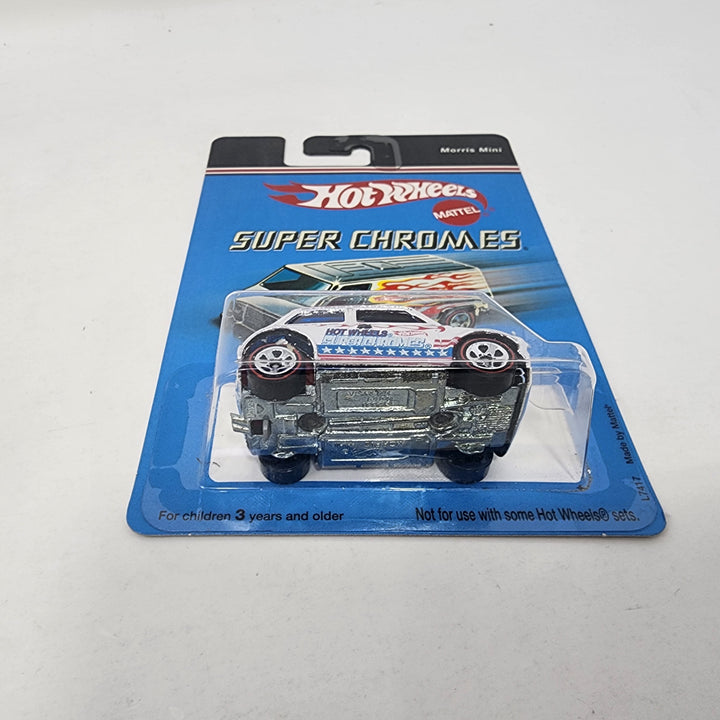 Morris Mini
HOT WHEELS
MATTEL
SUPER CHROMES
HOT WHEELS
SUPER CHROMES®
For children 3 years and older
Not for use with some Hot Wheels® sets.
L7417 Made by Mattel